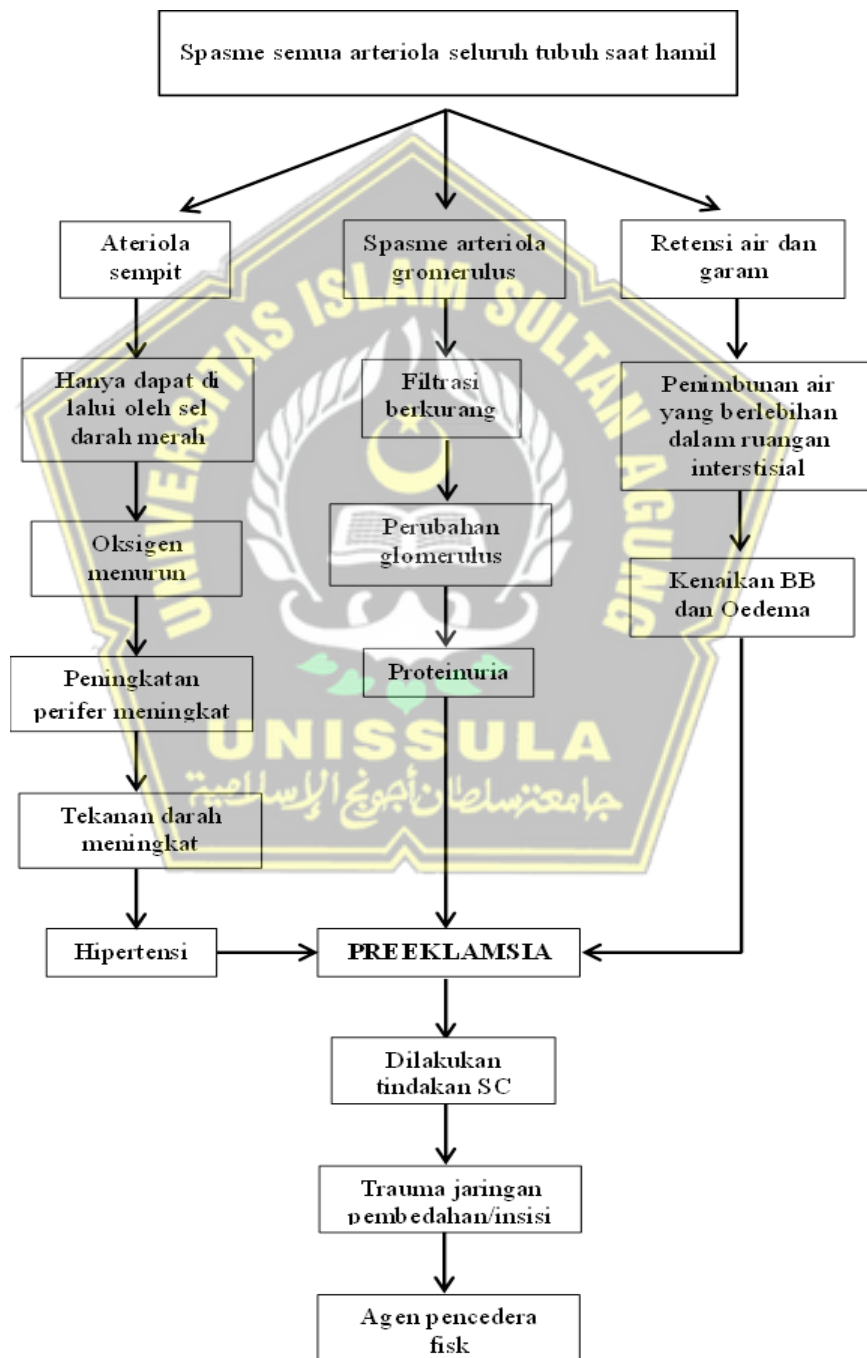 Spasme semua arteriola seluruh tubuh saat hamil
Ateriola
sempit
Spasme arteriola
gromerulus
Retensi air dan
garam
Hanya dapat di
lalui oleh sel
darah merah
Filtrasi
berkurang
Penimbunan air
yang berlebihan
dalam ruangan
interstisial
Oksigen
menurun
Perubahan
glomerulus
Kenaikan BB
dan Oedema
Peningkatan
perifer meningkat
Proteinuria
Tekanan darah
meningkat
Hipertensi
PREEKLAMSIA
Dilakukan
tindakan SC
Trauma jaringan
pembedahan/insisi
Agen pencedera
fisk
UNIVERSITAS ISLAM SULTAN AGUNG
UNISSULA
جامعة سلطان أجونج الإسلامية